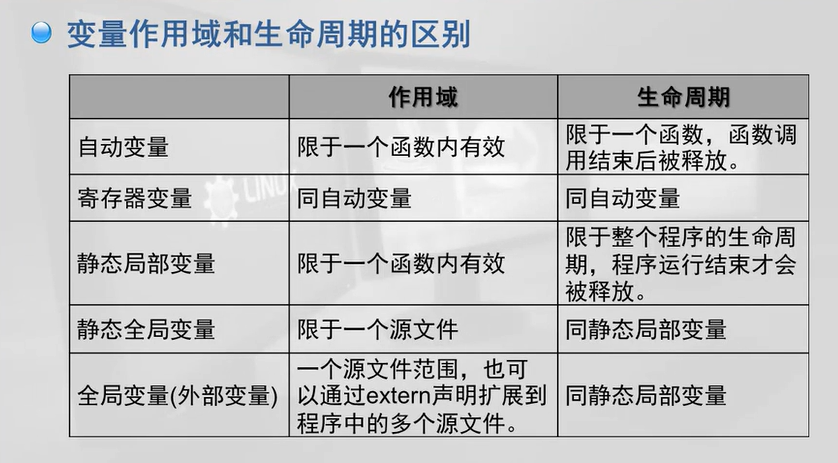 变量作用域和生命周期的区别
作用域
生命周期
自动变量
限于一个函数内有效
限于一个函数，函数调
用结束后被释放。
寄存器变量
同自动变量
同自动变量
静态局部变量
限于一个函数内有效
限于整个程序的生命周
期，程序运行结束才会
被释放。
静态全局变量
限于一个源文件
同静态局部变量
全局变量(外部变量)
一个源文件范围，也可
以通过extern声明扩展到
程序中的多个源文件。
同静态局部变量
LINUX